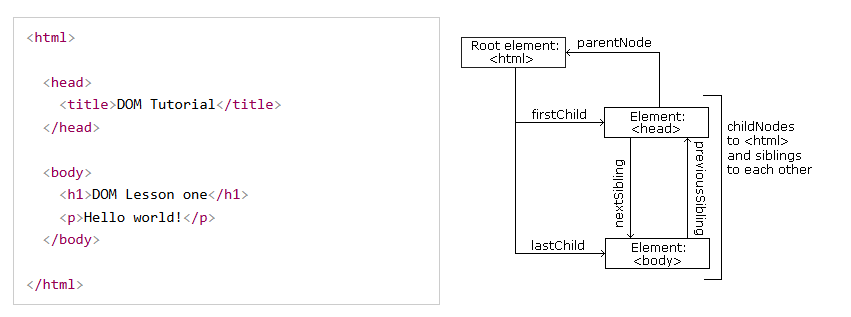 <html>
<head>
<title>DOM Tutorial</title>
</head>
<body>
<h1>DOM Lesson one</h1>
<p>Hello world!</p>
</body>
</html>
Root element:
<html>
parentNode
firstChild
Element:
<head>
nextSibling
previousSibling
lastChild
Element:
<body>
childNodes
to <html>
and siblings
to each other